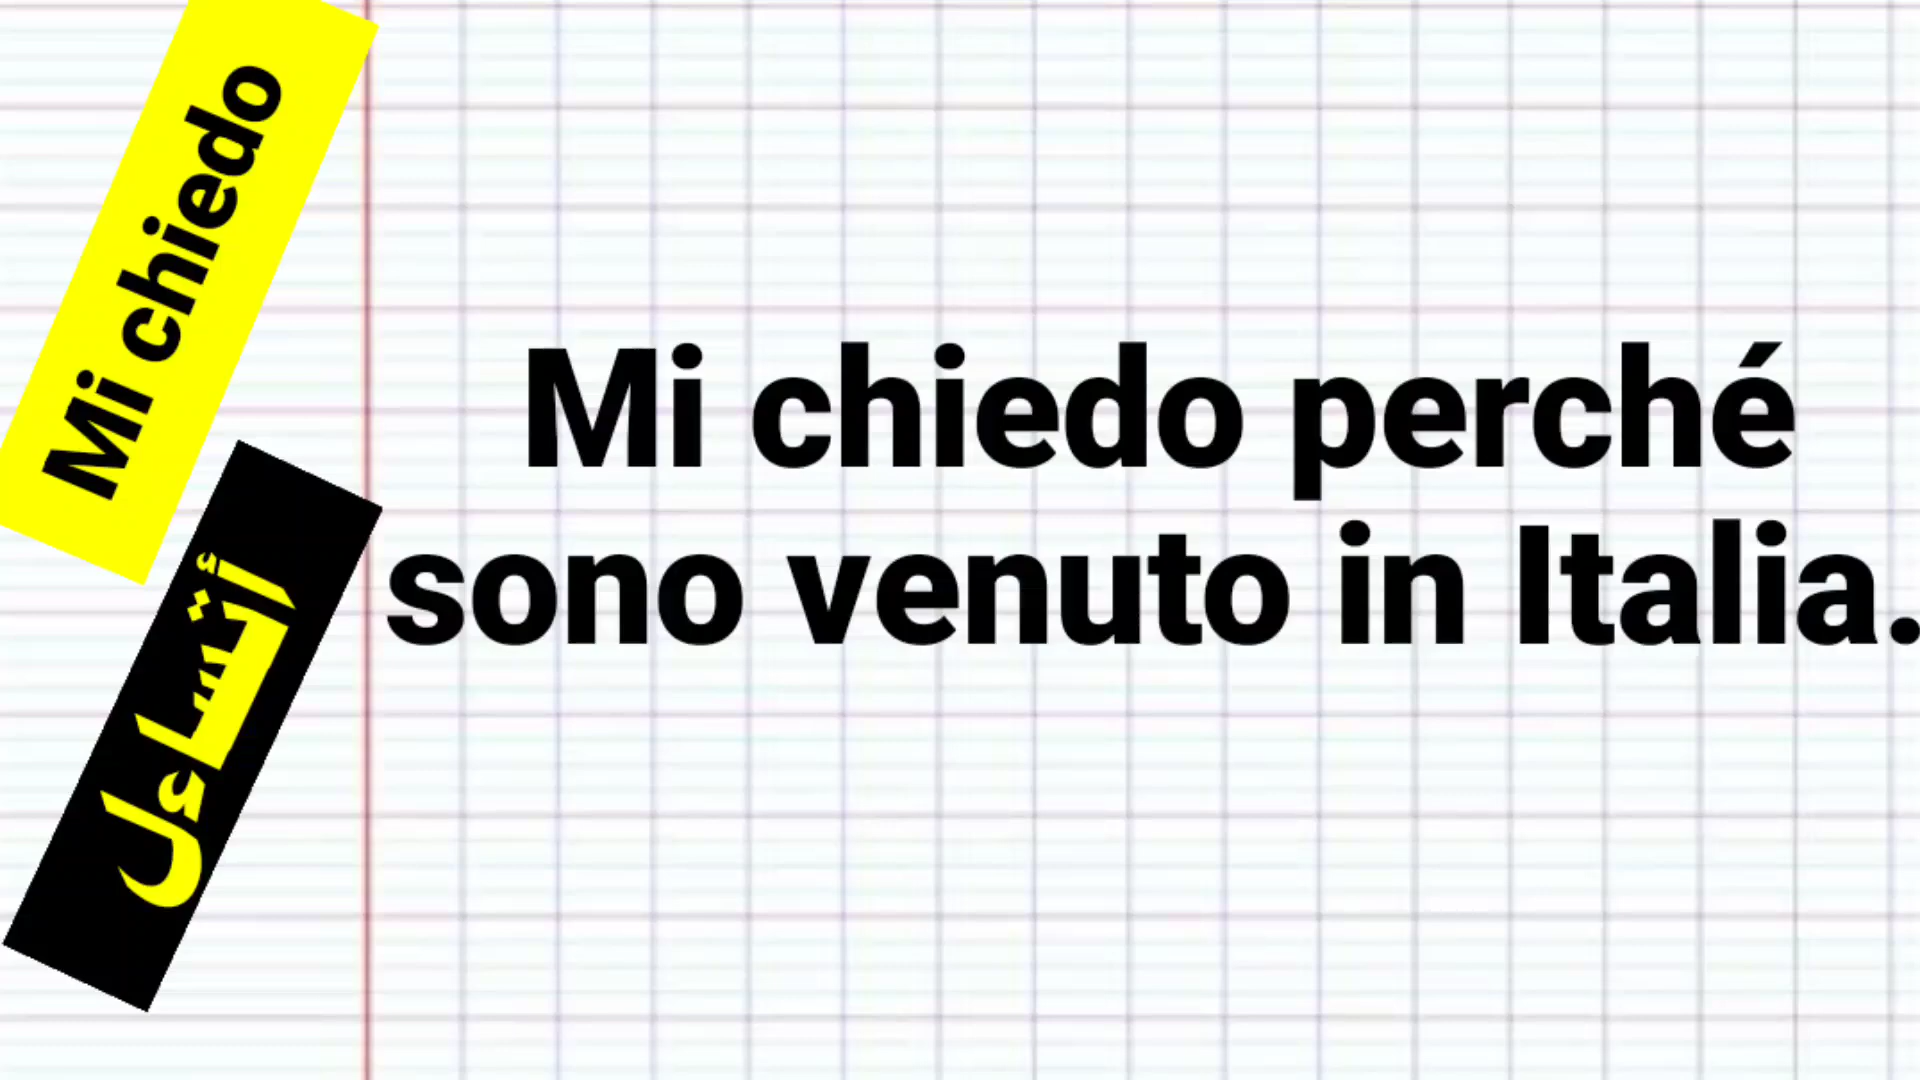 Mi chiedo
أتساءل
Mi chiedo perché
sono venuto in Italia.